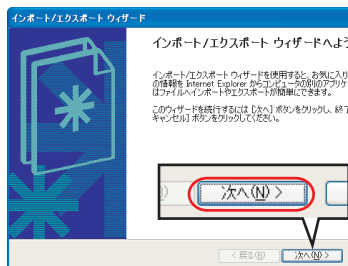 インポート/エクスポート ウィザード
インポート/エクスポート ウィザードへよう
インポート/エクスポート ウィザードを使用すると、お気に入り
の情報を Internet Explorer からコンピュータの別のアプリケ
はファイルへインポートやエクスポートが簡単にできます。
このウィザードを続行するには [次へ] ボタンをクリックし、終了
キャンセル] ボタンをクリックしてください。
次へ(N) >
< 戻る(B)
次へ(N) >